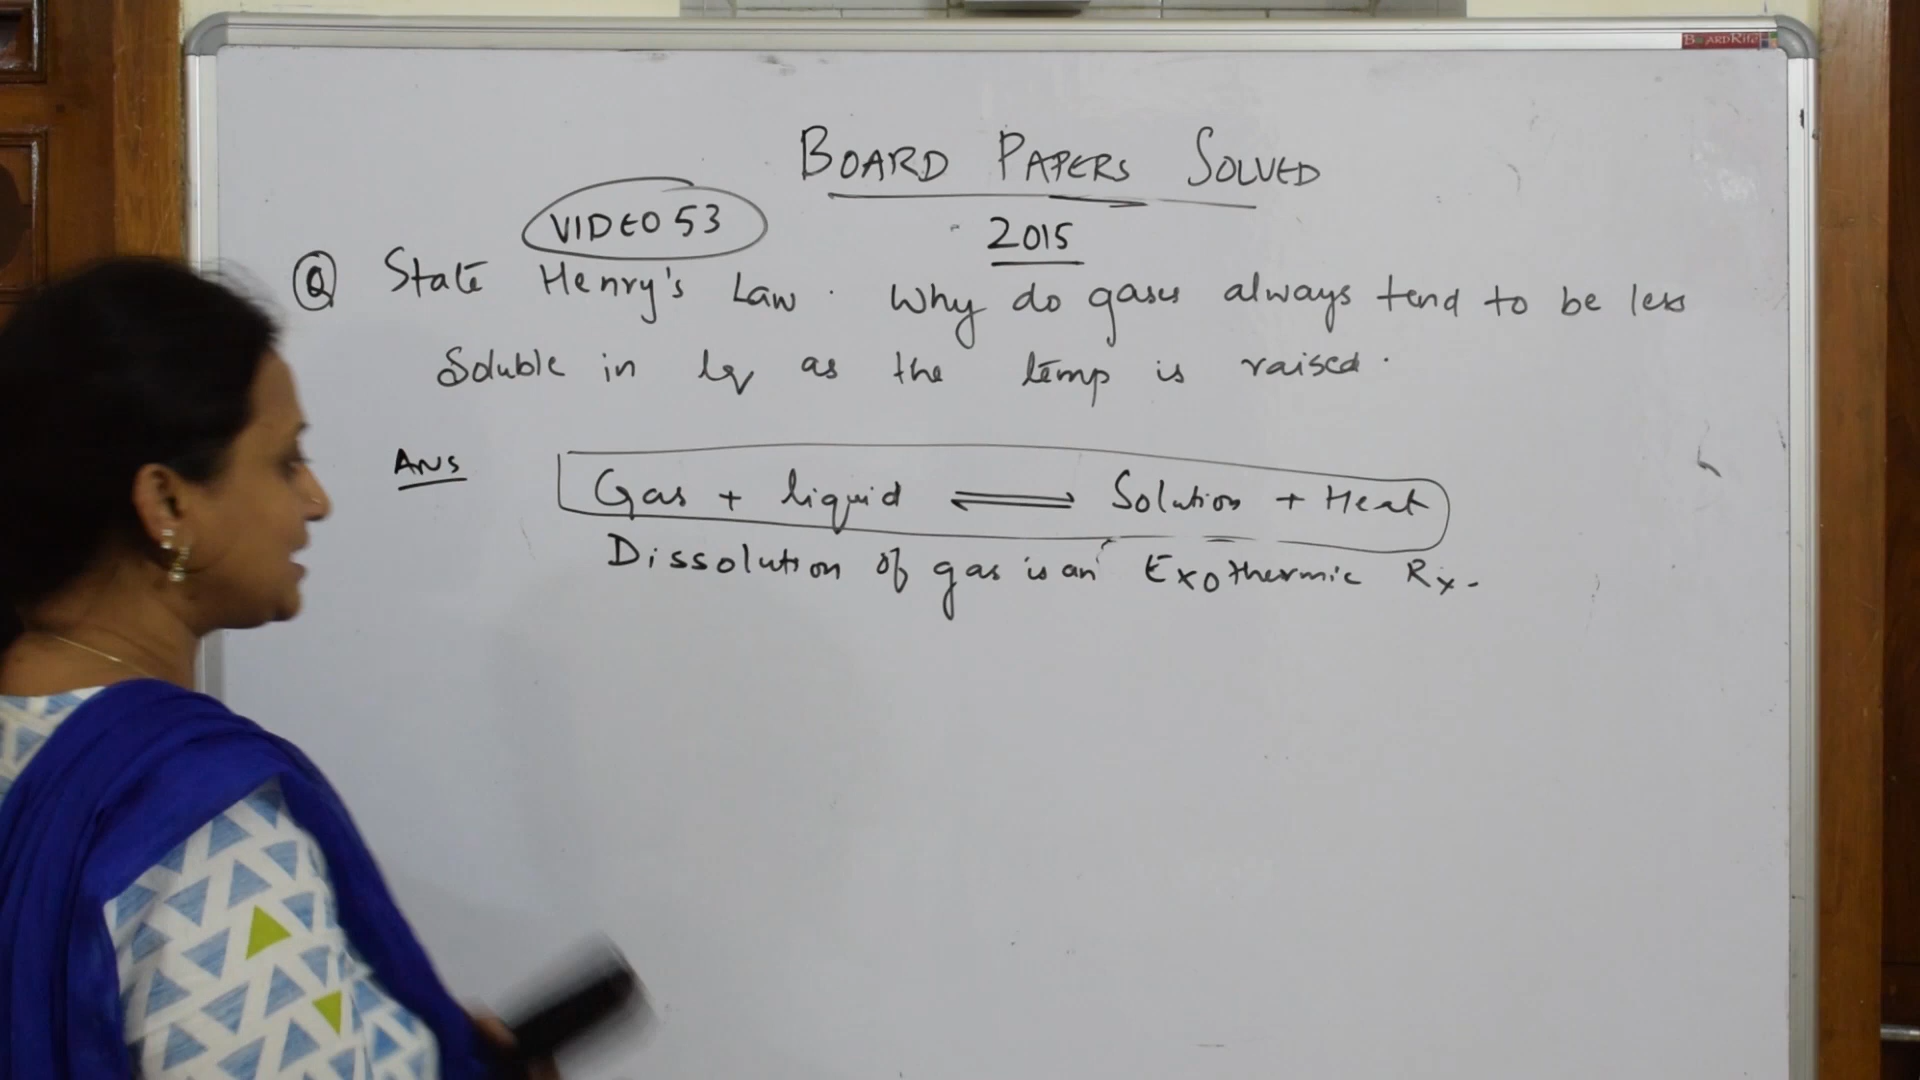 BOARDRITE
BOARD PAPERS SOLVED
VIDEO 53
2015
Q State Henry's Law. Why do gases always tend to be less
soluble in lq as the temp is raised.
ANS
Gas + liquid ⇌ Solution + Heat
Dissolution of gas is an Exothermic Rx.